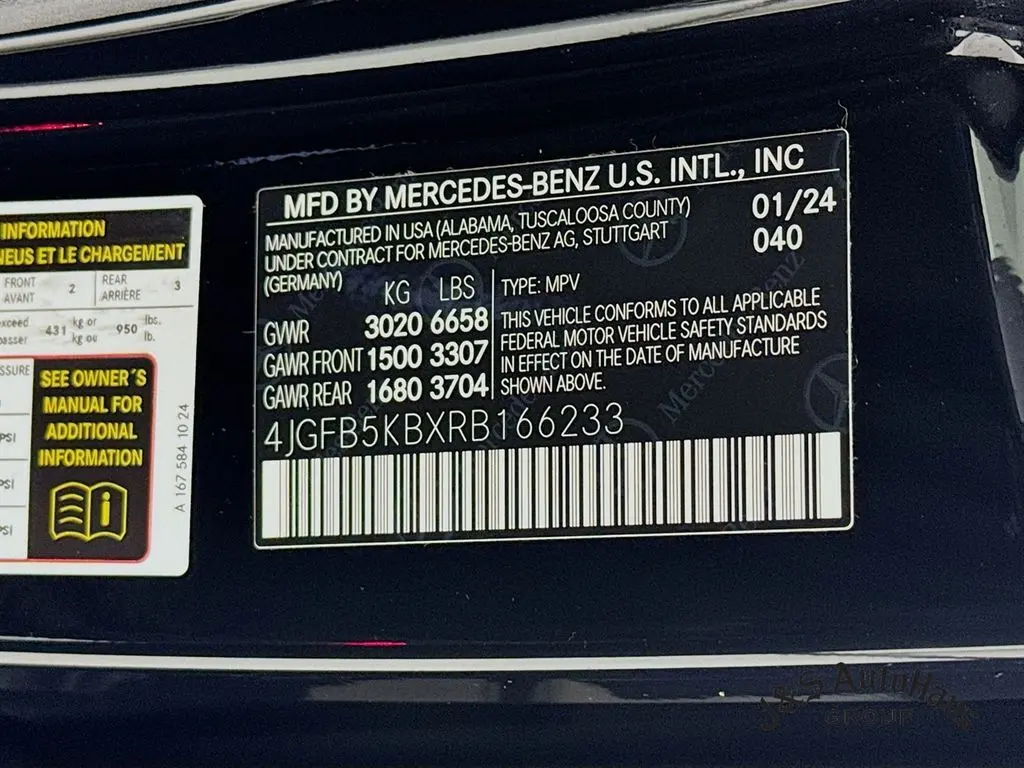 INFORMATION
NEUS ET LE CHARGEMENT
FRONT
AVANT
2
REAR
ARRIÈRE
3
431
kg or
kg ou
950
lbs.
lb.
SEE OWNER´S
MANUAL FOR
ADDITIONAL
INFORMATION
PSI
PSI
PSI
A 167 584 10 24
MFD BY MERCEDES-BENZ U.S. INTL., INC
MANUFACTURED IN USA (ALABAMA, TUSCALOOSA COUNTY)
UNDER CONTRACT FOR MERCEDES-BENZ AG, STUTTGART
(GERMANY)
01/24
040
KG LBS
GVWR 3020 6658
GAWR FRONT 1500 3307
GAWR REAR 1680 3704
TYPE: MPV
THIS VEHICLE CONFORMS TO ALL APPLICABLE
FEDERAL MOTOR VEHICLE SAFETY STANDARDS
IN EFFECT ON THE DATE OF MANUFACTURE
SHOWN ABOVE.
4JGFB5KBXRB166233
J&S AutoHaus
GROUP